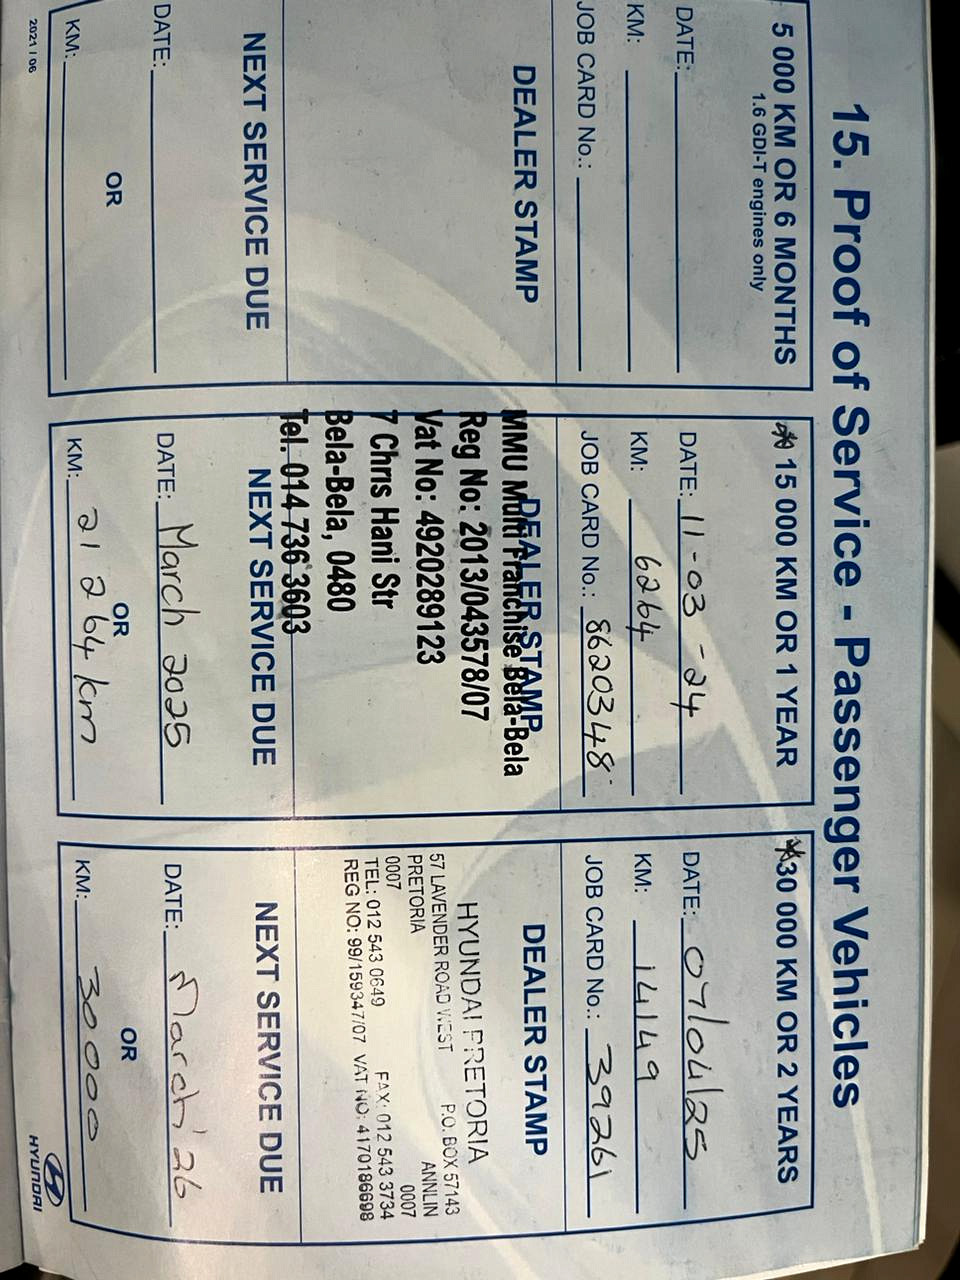 15. Proof of Service - Passenger Vehicles
5 000 KM OR 6 MONTHS
1.6 GDI-T engines only
DATE:
KM:
JOB CARD No.:
DEALER STAMP
NEXT SERVICE DUE
DATE:
OR
KM:
2021 / 06
15 000 KM OR 1 YEAR
DATE: 11-03-24
KM: 6264
JOB CARD No.: 8620348
DEALER STAMP
MMU Multi Franchise Bela-Bela
Reg No: 2013/043578/07
Vat No: 4920289123
7 Chris Hani Str
Bela-Bela, 0480
Tel. 014 736 3603
NEXT SERVICE DUE
DATE: March 2025
OR
KM: 21 264 km
30 000 KM OR 2 YEARS
DATE: 07/04/25
KM: 14149
JOB CARD No.: 39261
DEALER STAMP
HYUNDAI PRETORIA
57 LAVENDER ROAD WEST P.O. BOX 57143
PRETORIA ANNLIN
0007 0007
TEL: 012 543 0649 FAX: 012 543 3734
REG NO: 99/159347/07 VAT NO: 4170186698
NEXT SERVICE DUE
DATE: March' 26
OR
KM: 30000
HYUNDAI